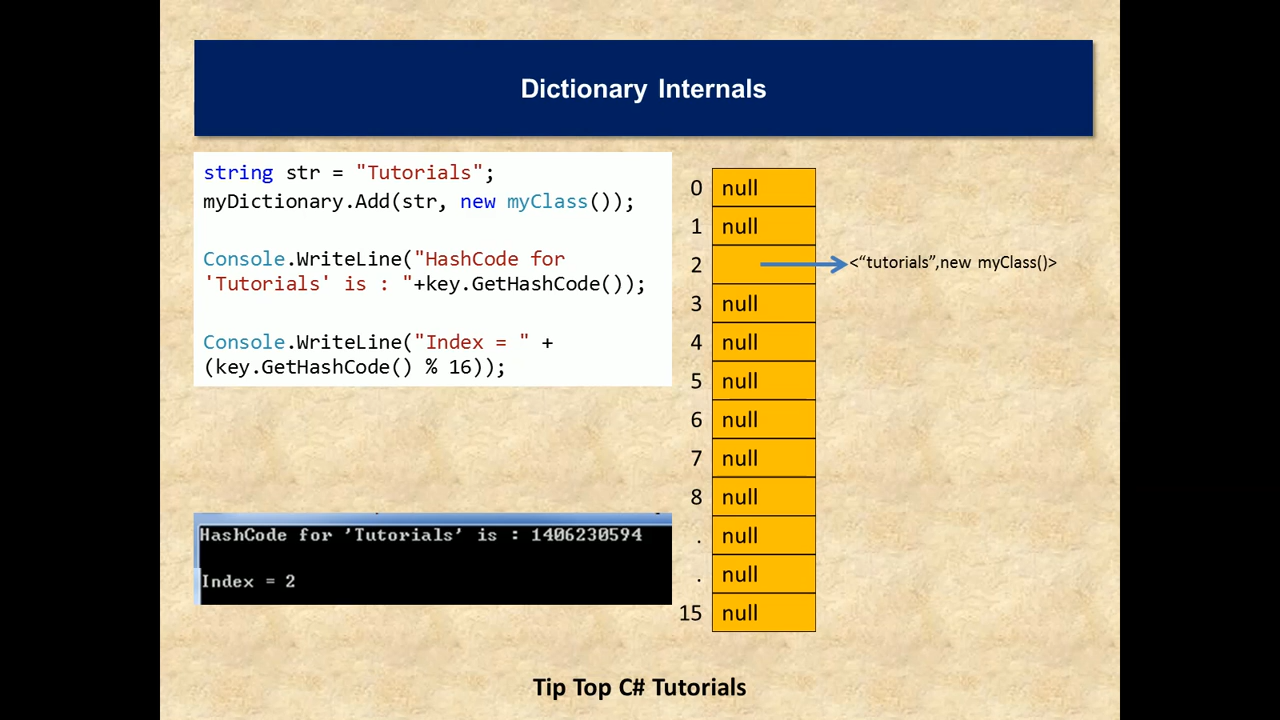 Dictionary Internals
string str = "Tutorials";
myDictionary.Add(str, new myClass());
Console.WriteLine("HashCode for
'Tutorials' is : "+key.GetHashCode());
Console.WriteLine("Index = " +
(key.GetHashCode() % 16));
HashCode for 'Tutorials' is : 1406230594
Index = 2
0 null
1 null
2 <“tutorials”,new myClass()>
3 null
4 null
5 null
6 null
7 null
8 null
. null
. null
15 null
Tip Top C# Tutorials